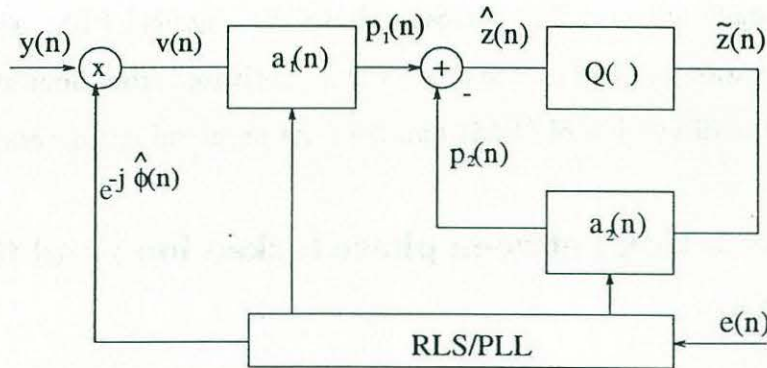 y(n)
x
v(n)
a₁(n)
p₁(n)
+
-
ẑ(n)
Q( )
z̃(n)
e^-j φ̂(n)
p₂(n)
a₂(n)
RLS/PLL
e(n)